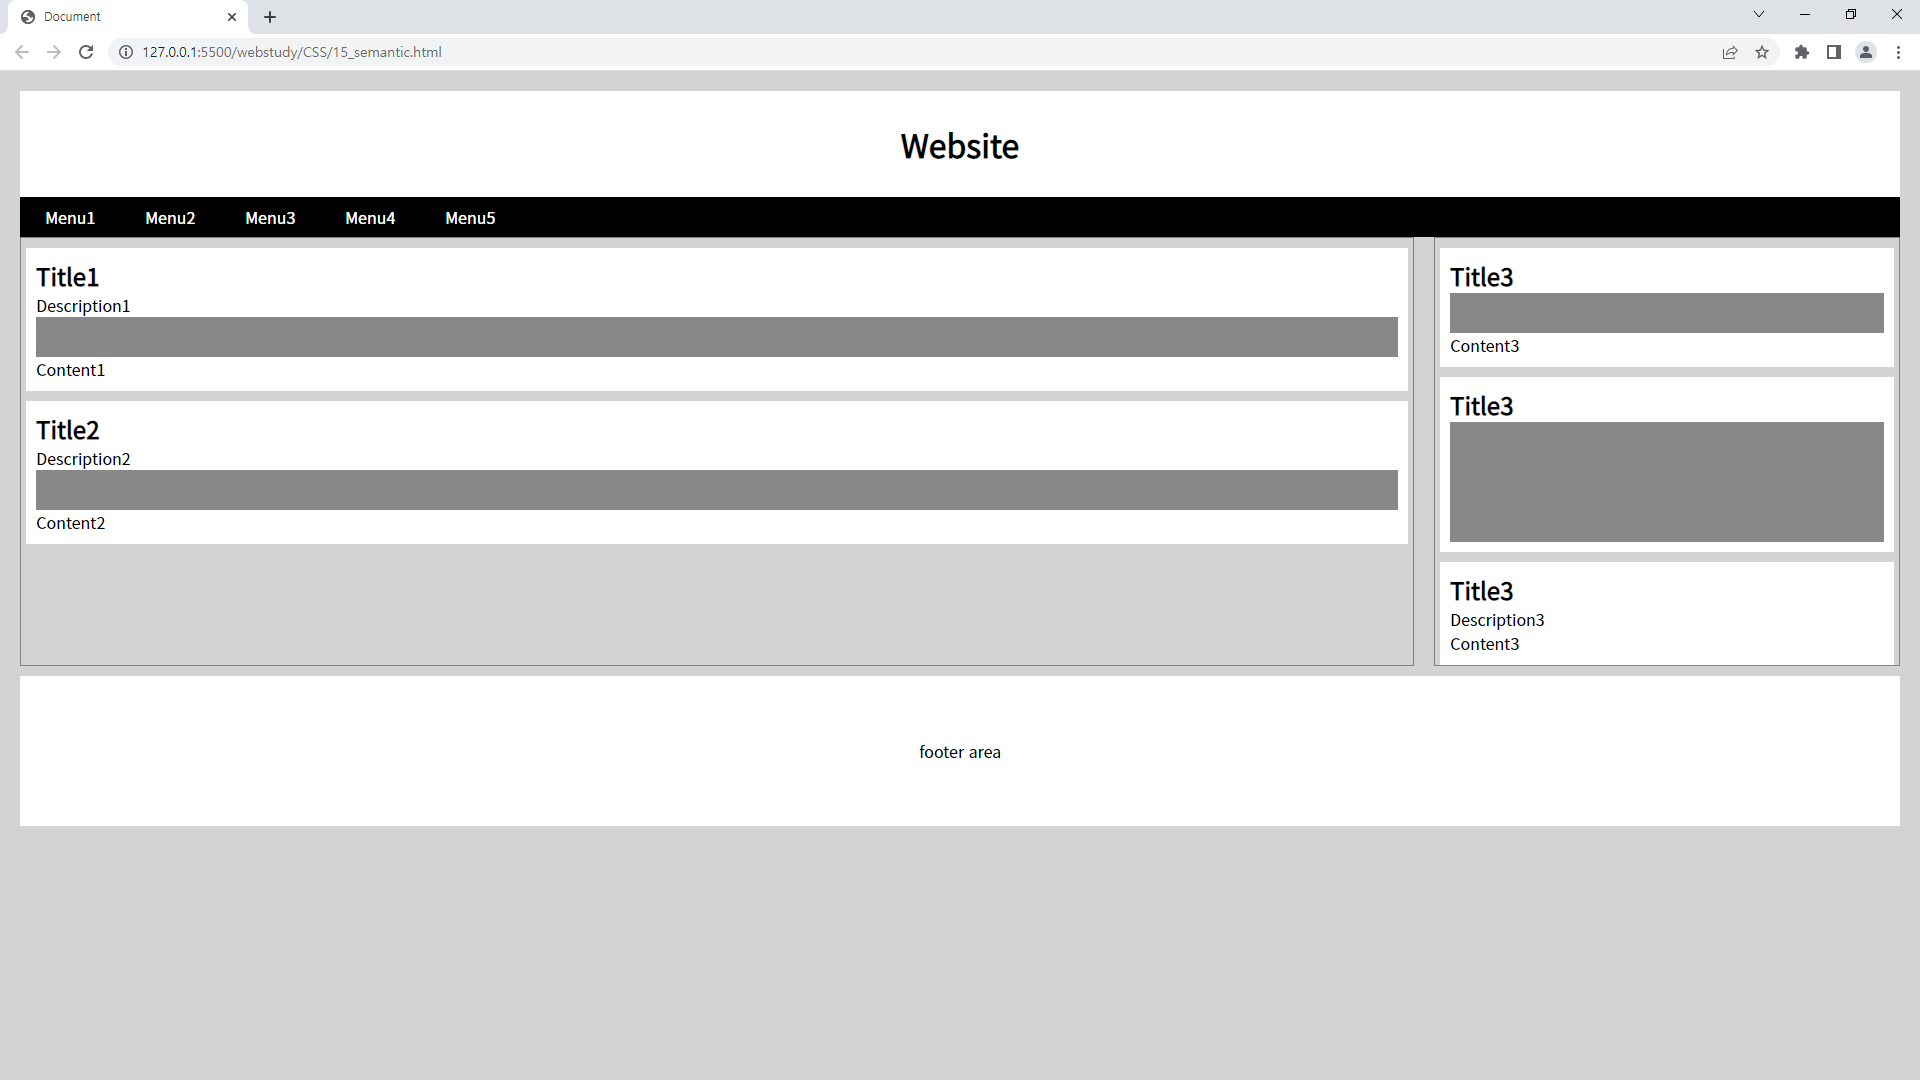 Document
127.0.0.1:5500/webstudy/CSS/15_semantic.html
Website
Menu1 Menu2 Menu3 Menu4 Menu5
Title1
Description1
Content1
Title2
Description2
Content2
Title3
Content3
Title3
Title3
Description3
Content3
footer area